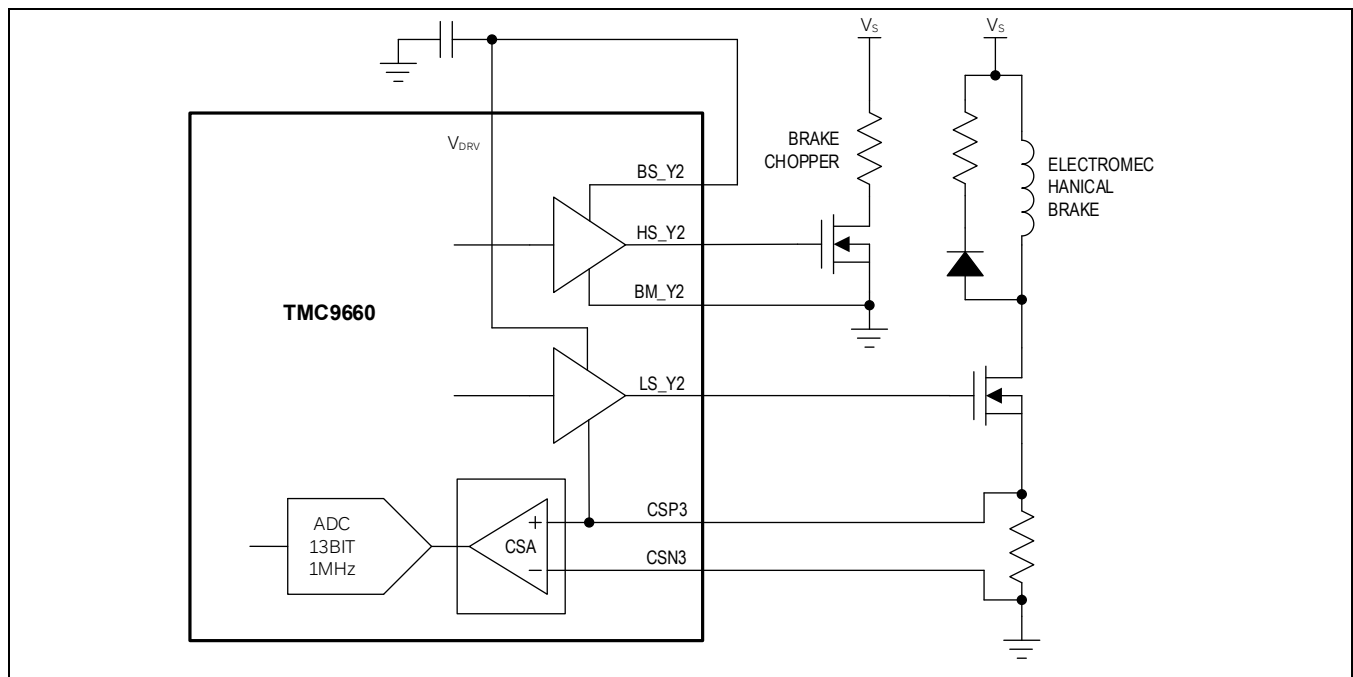 Vs
Vs
VDRV
BRAKE
CHOPPER
ELECTROMEC
HANICAL
BRAKE
BS_Y2
HS_Y2
BM_Y2
TMC9660
LS_Y2
CSP3
CSN3
ADC
13BIT
1MHz
+
CSA
−